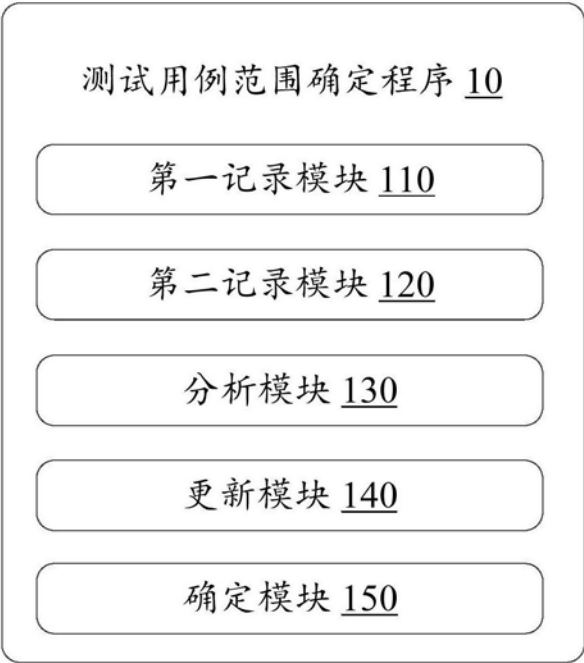 测试用例范围确定程序 10
第一记录模块 110
第二记录模块 120
分析模块 130
更新模块 140
确定模块 150